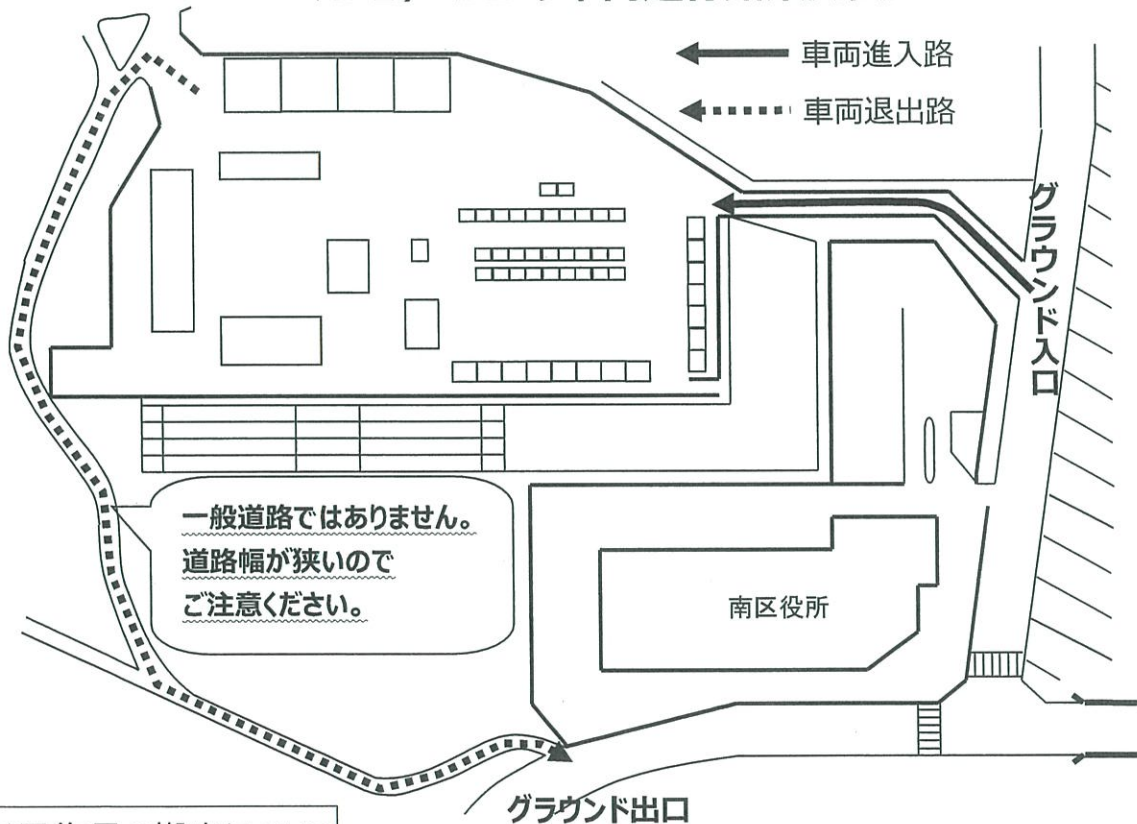 車両進入路
車両退出路
グラウンド入口
一般道路ではありません。
道路幅が狭いので
ご注意ください。
南区役所
グラウンド出口